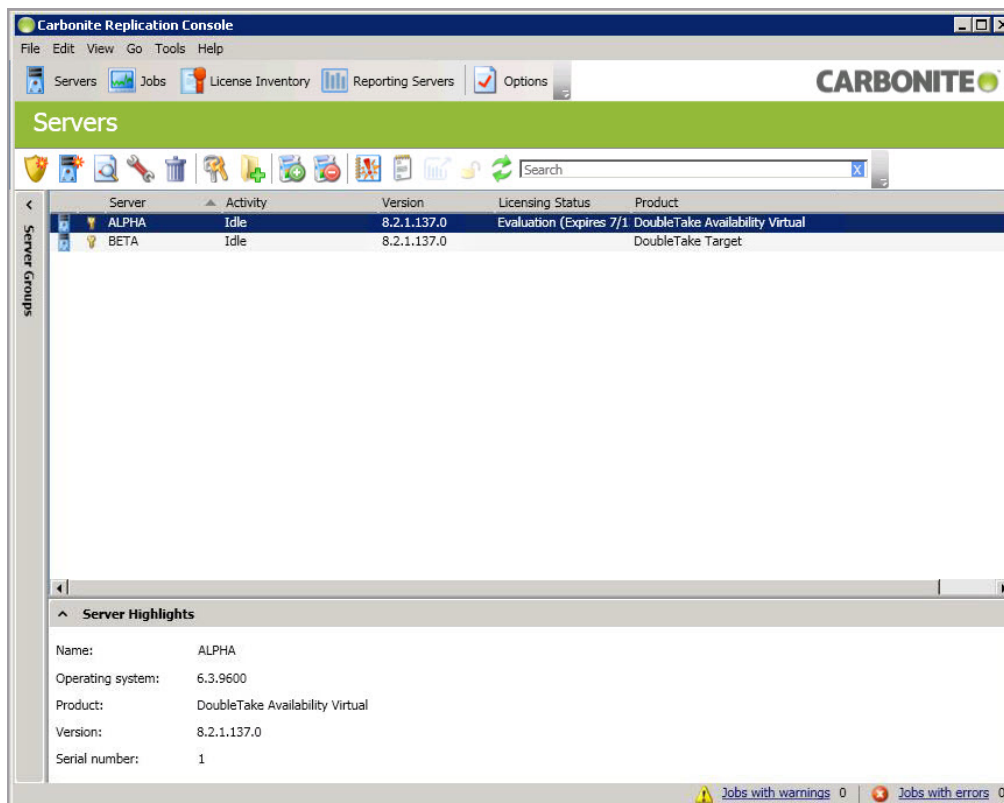 Carbonite Replication Console
File Edit View Go Tools Help
Servers Jobs License Inventory Reporting Servers Options CARBONITE
Servers
Search X
Server Activity Version Licensing Status Product
ALPHA Idle 8.2.1.137.0 Evaluation (Expires 7/1 DoubleTake Availability Virtual
BETA Idle 8.2.1.137.0 DoubleTake Target
Server Groups
Server Highlights
Name: ALPHA
Operating system: 6.3.9600
Product: DoubleTake Availability Virtual
Version: 8.2.1.137.0
Serial number: 1
Jobs with warnings 0 Jobs with errors 0